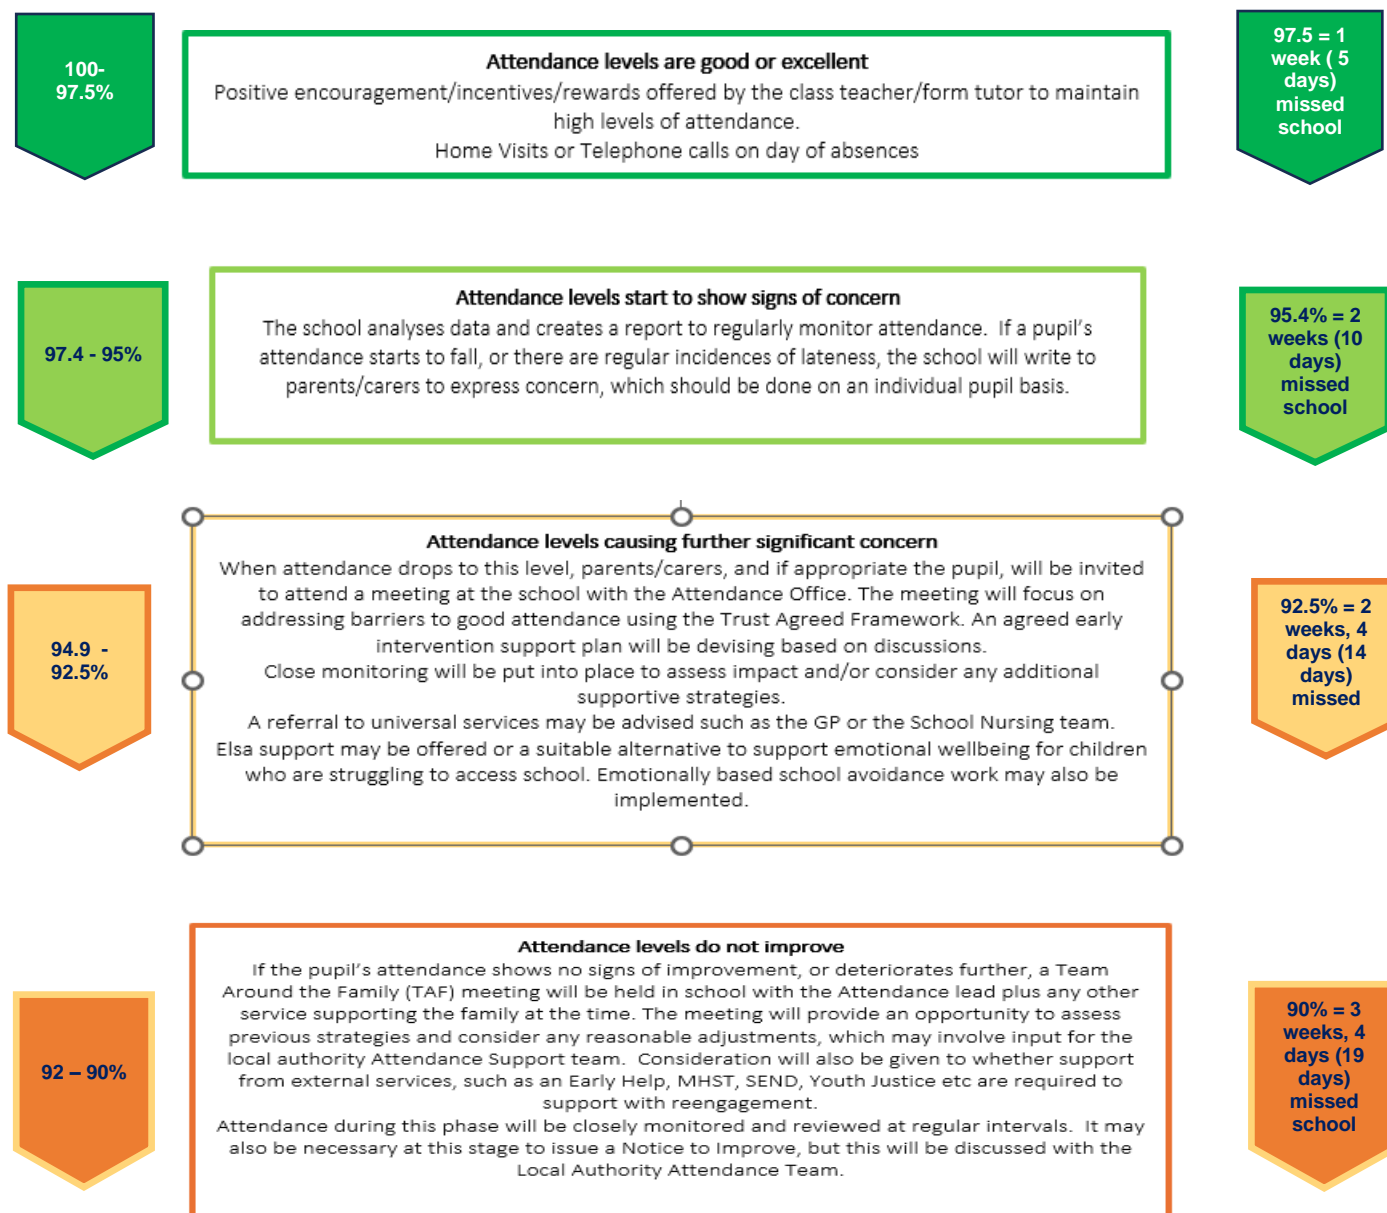 100-
97.5%
Attendance levels are good or excellent
Positive encouragement/incentives/rewards offered by the class teacher/form tutor to maintain
high levels of attendance.
Home Visits or Telephone calls on day of absences
97.5 = 1
week ( 5
days)
missed
school
97.4 - 95%
Attendance levels start to show signs of concern
The school analyses data and creates a report to regularly monitor attendance.  If a pupil's
attendance starts to fall, or there are regular incidences of lateness, the school will write to
parents/carers to express concern, which should be done on an individual pupil basis.
95.4% = 2
weeks (10
days)
missed
school
94.9  -
92.5%
Attendance levels causing further significant concern
When attendance drops to this level, parents/carers, and if appropriate the pupil, will be invited
to attend a meeting at the school with the Attendance Office. The meeting will focus on
addressing barriers to good attendance using the Trust Agreed Framework. An agreed early
intervention support plan will be devising based on discussions.
Close monitoring will be put into place to assess impact and/or consider any additional
supportive strategies.
A referral to universal services may be advised such as the GP or the School Nursing team.
Elsa support may be offered or a suitable alternative to support emotional wellbeing for children
who are struggling to access school. Emotionally based school avoidance work may also be
implemented.
92.5% = 2
weeks, 4
days (14
days)
missed
92 – 90%
Attendance levels do not improve
If the pupil's attendance shows no signs of improvement, or deteriorates further, a Team
Around the Family (TAF) meeting will be held in school with the Attendance lead plus any other
service supporting the family at the time. The meeting will provide an opportunity to assess
previous strategies and consider any reasonable adjustments, which may involve input for the
local authority Attendance Support team.  Consideration will also be given to whether support
from external services, such as an Early Help, MHST, SEND, Youth Justice etc are required to
support with reengagement.
Attendance during this phase will be closely monitored and reviewed at regular intervals.  It may
also be necessary at this stage to issue a Notice to Improve, but this will be discussed with the
Local Authority Attendance Team.
90% = 3
weeks, 4
days (19
days)
missed
school